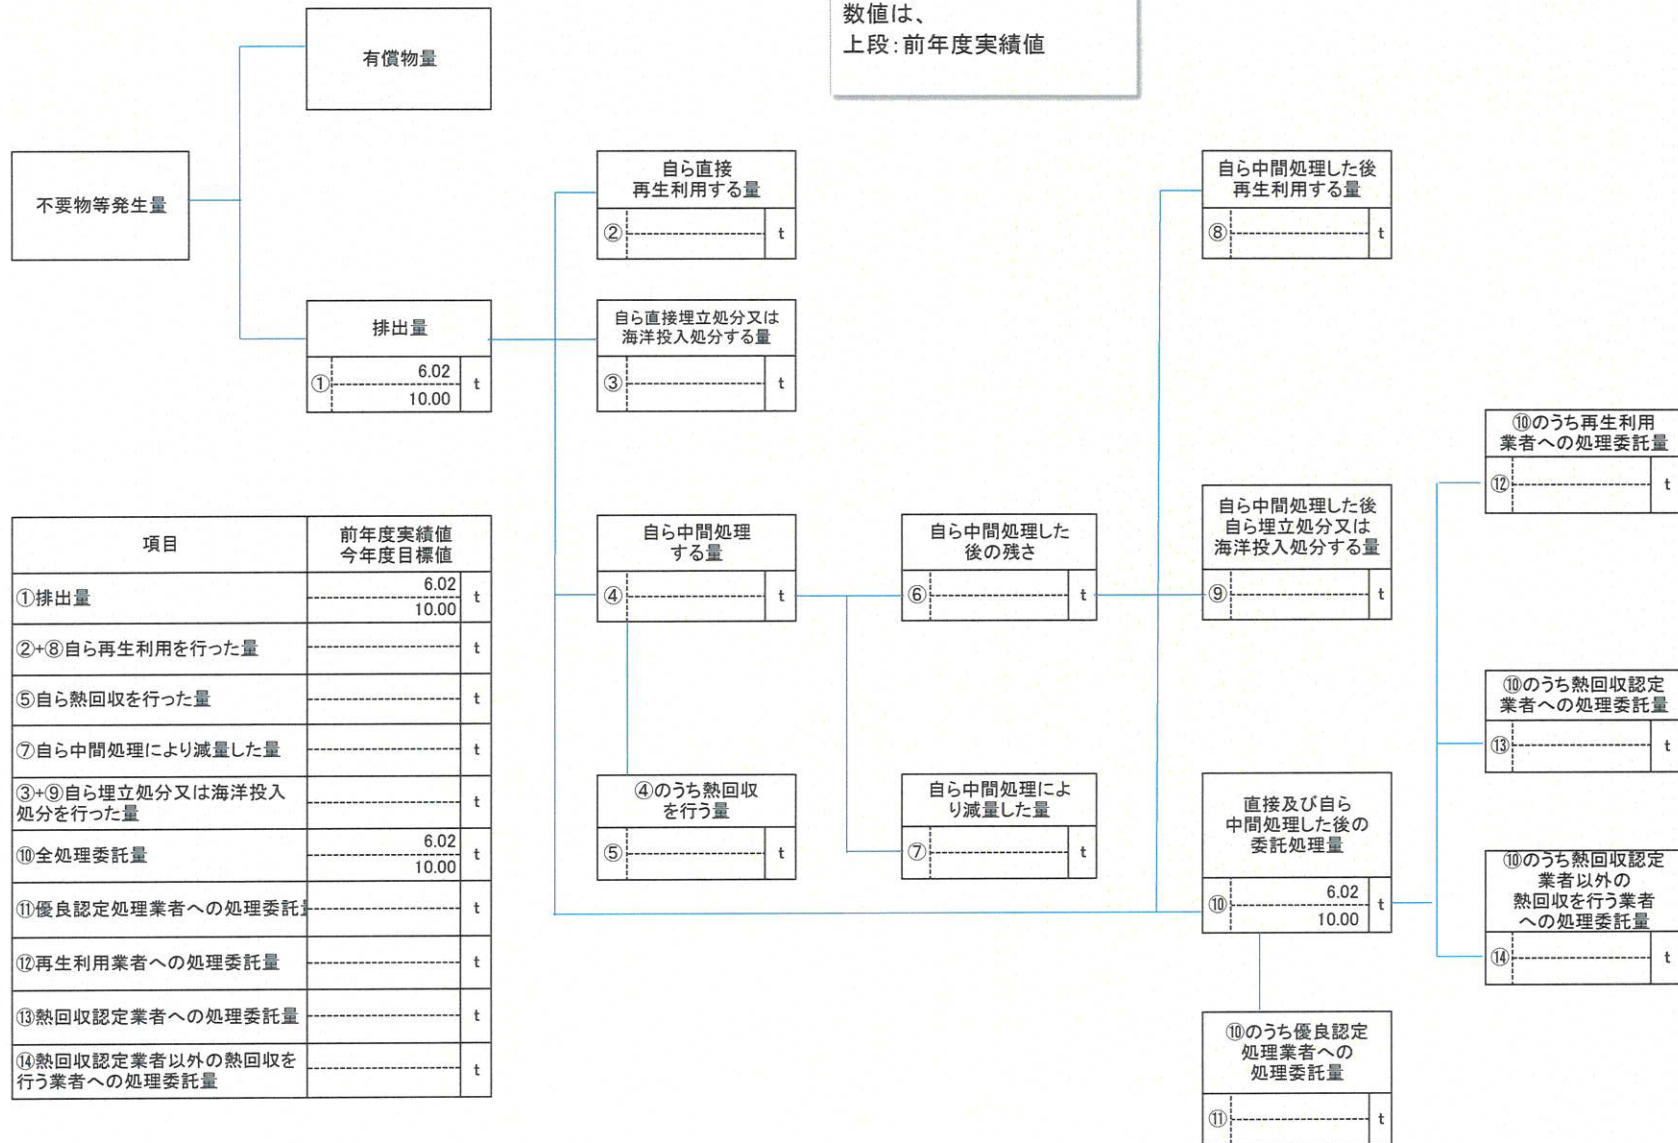 数値は、
上段：前年度実績値
有償物量
不要物等発生量
自ら直接
再生利用する量
② t
自ら中間処理した後
再生利用する量
⑧ t
排出量
① 6.02 t
10.00
自ら直接埋立処分又は
海洋投入処分する量
③ t
⑩のうち再生利用
業者への処理委託量
⑫ t
自ら中間処理
する量
④ t
自ら中間処理した
後の残さ
⑥ t
自ら中間処理した後
自ら埋立処分又は
海洋投入処分する量
⑨ t
⑩のうち熱回収認定
業者への処理委託量
⑬ t
④のうち熱回収
を行う量
⑤ t
自ら中間処理によ
り減量した量
⑦ t
直接及び自ら
中間処理した後の
委託処理量
⑩ 6.02 t
10.00
⑩のうち熱回収認定
業者以外の
熱回収を行う業者
への処理委託量
⑭ t
⑩のうち優良認定
処理業者への
処理委託量
⑪ t
項目 前年度実績値
今年度目標値
①排出量 6.02 t
10.00
②+⑧自ら再生利用を行った量 t
⑤自ら熱回収を行った量 t
⑦自ら中間処理により減量した量 t
③+⑨自ら埋立処分又は海洋投入
処分を行った量 t
⑩全処理委託量 6.02 t
10.00
⑪優良認定処理業者への処理委託 t
⑫再生利用業者への処理委託量 t
⑬熱回収認定業者への処理委託量 t
⑭熱回収認定業者以外の熱回収を
行う業者への処理委託量 t